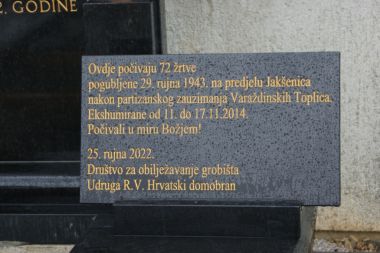 2. GODINE
Ovdje počivaju 72 žrtve
pogubljene 29. rujna 1943. na predjelu Jakšenica
nakon partizanskog zauzimanja Varaždinskih Toplica.
Ekshumirane od 11. do 17.11.2014.
Počivali u miru Božjem!
25. rujna 2022.
Društvo za obilježavanje grobišta
Udruga R.V. Hrvatski domobran